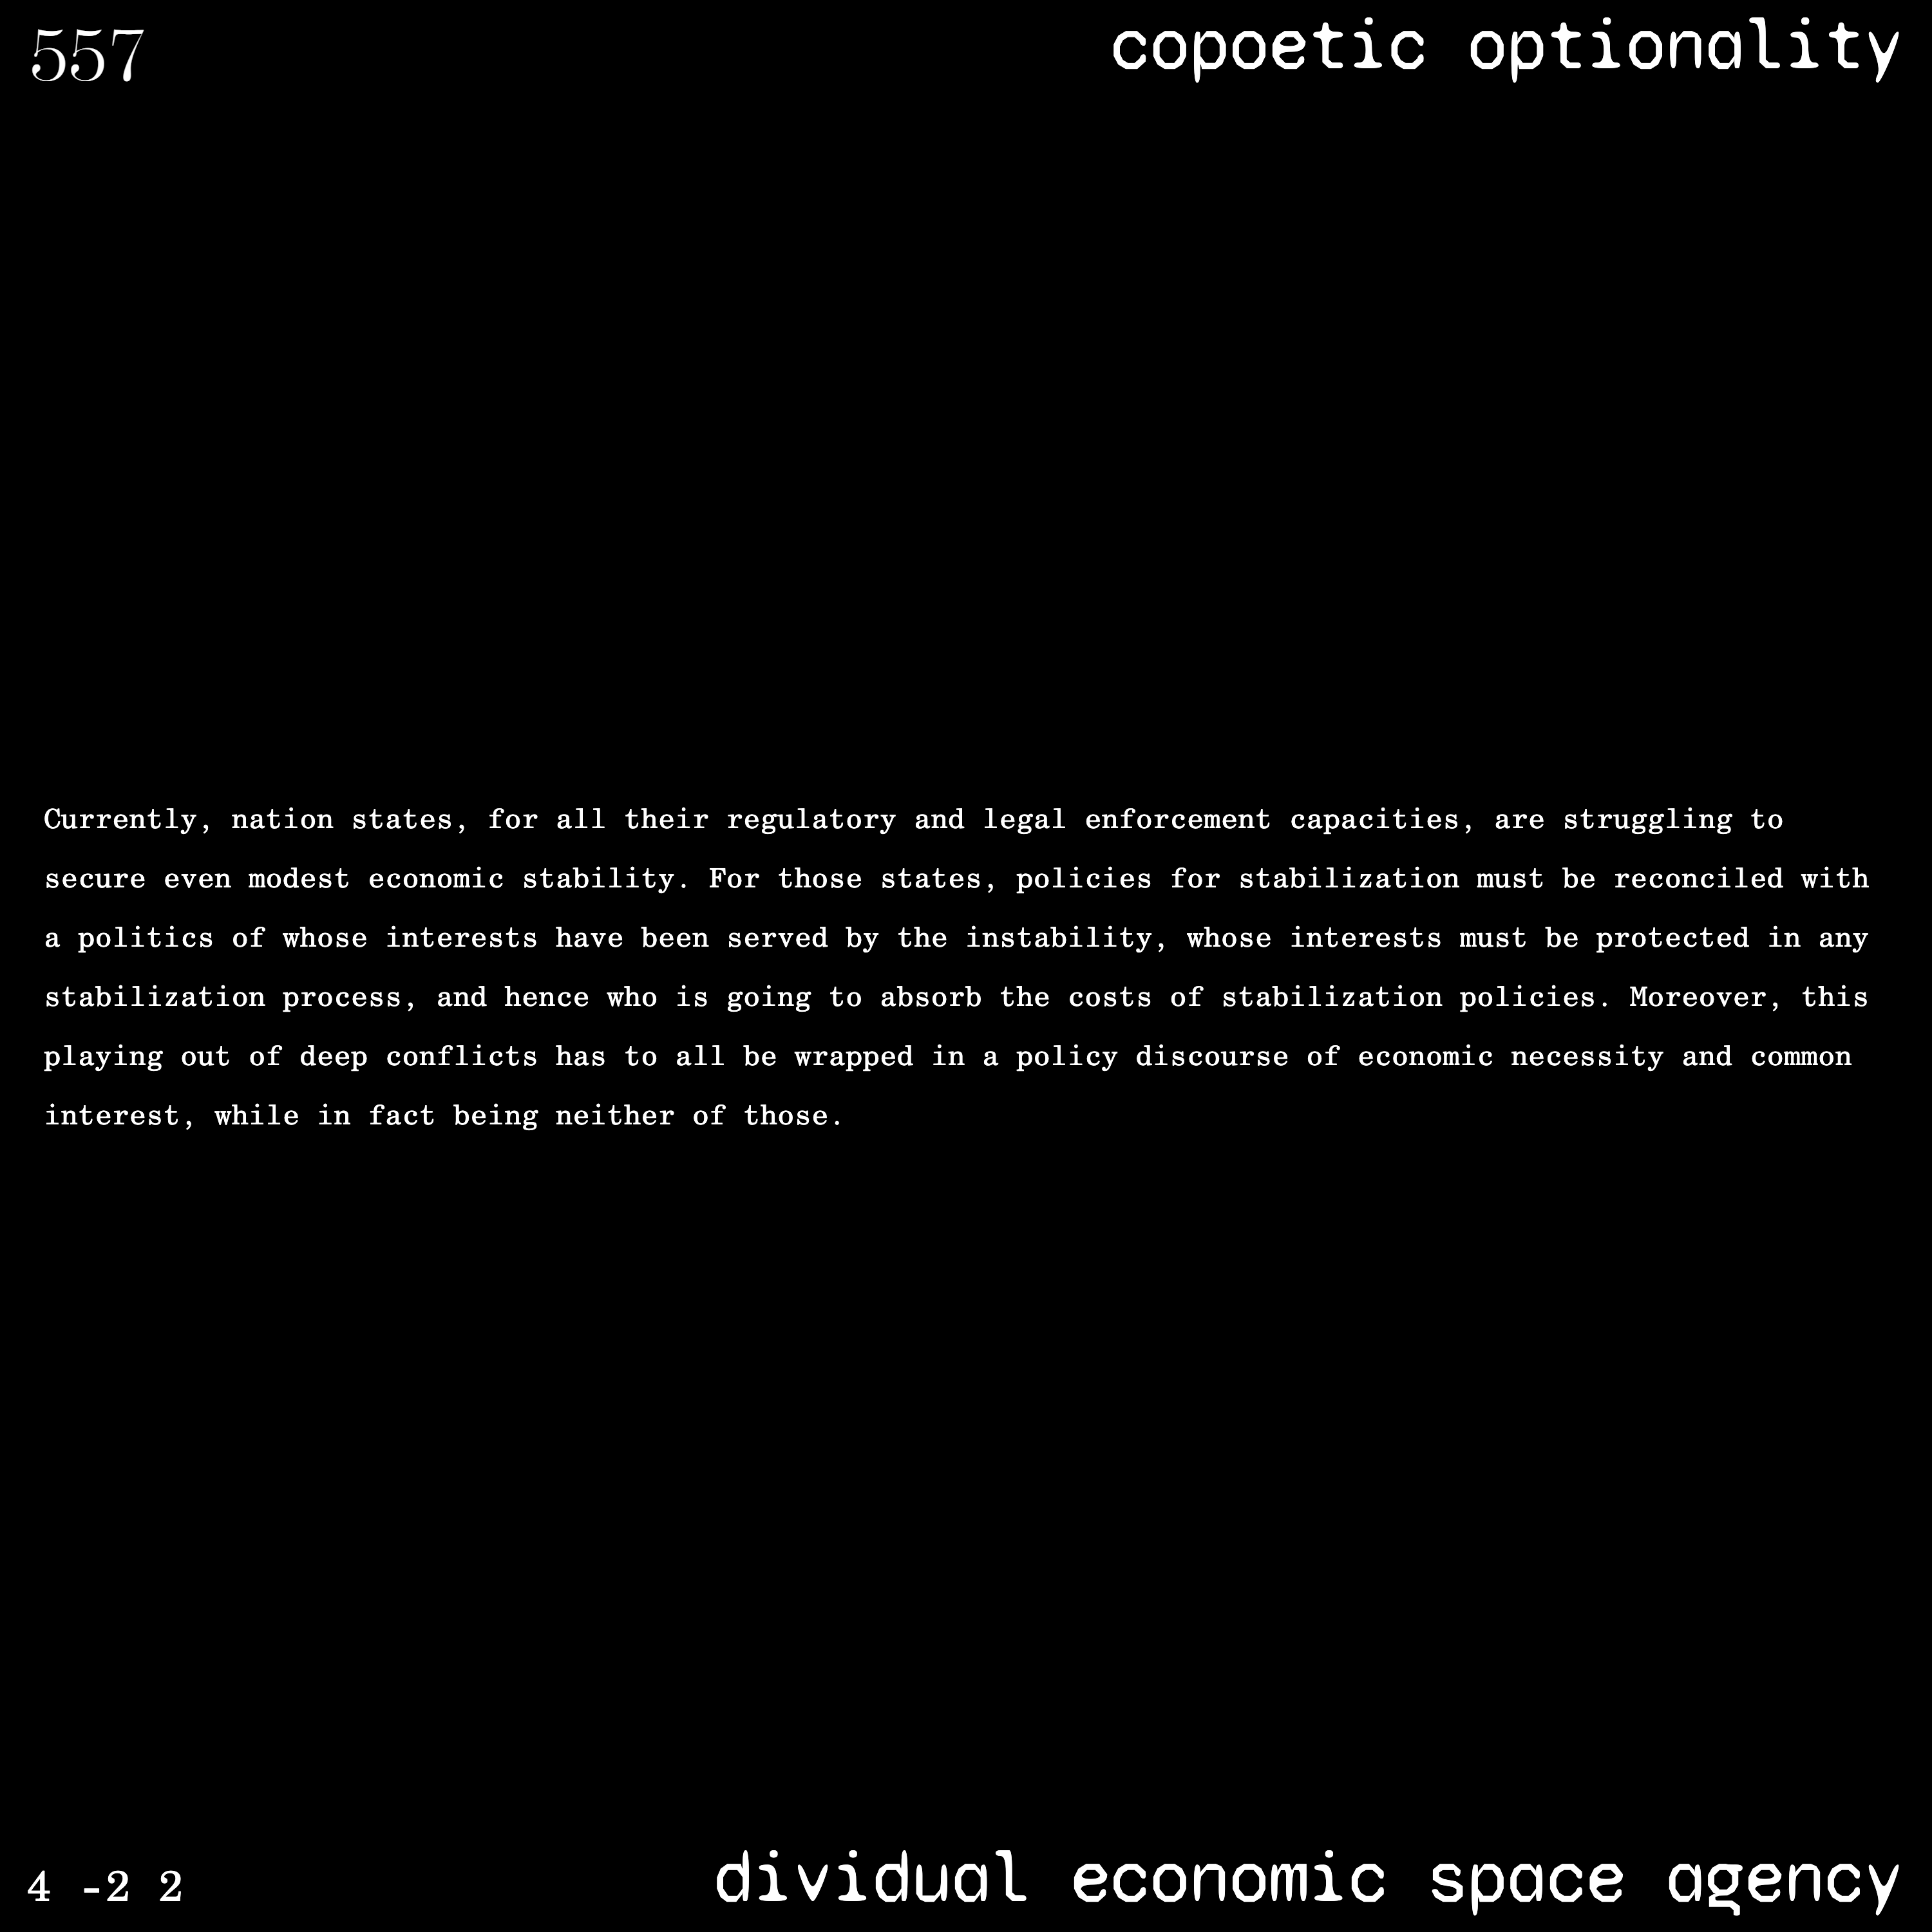 557
copoetic optionality
Currently, nation states, for all their regulatory and legal enforcement capacities, are struggling to
secure even modest economic stability. For those states, policies for stabilization must be reconciled with
a politics of whose interests have been served by the instability, whose interests must be protected in any
stabilization process, and hence who is going to absorb the costs of stabilization policies. Moreover, this
playing out of deep conflicts has to all be wrapped in a policy discourse of economic necessity and common
interest, while in fact being neither of those.
4 -2 2
dividual economic space agency